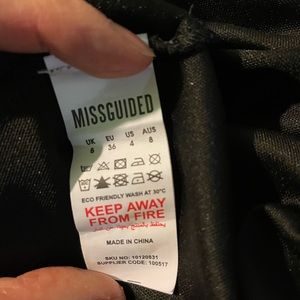 MISSGUIDED
UK EU US AUS
8 36 4 8
ECO FRIENDLY WASH AT 30°C
KEEP AWAY
FROM FIRE
MADE IN CHINA
SKU NO: 10120831
SUPPLIER CODE: 100517